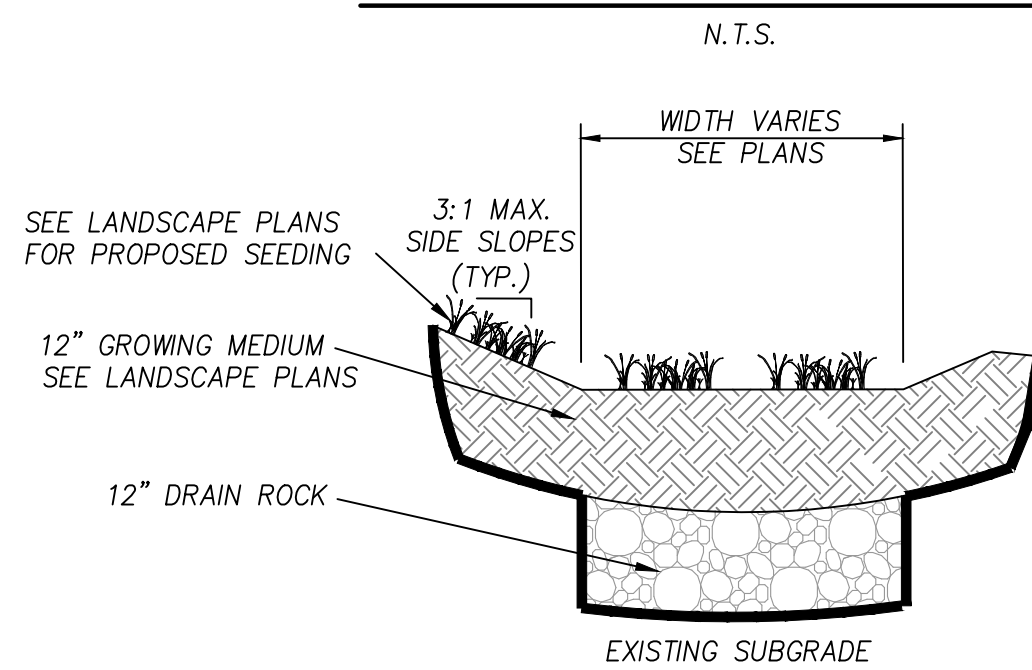 N.T.S.
WIDTH VARIES
SEE PLANS
SEE LANDSCAPE PLANS
FOR PROPOSED SEEDING
3:1 MAX.
SIDE SLOPES
(TYP.)
12” GROWING MEDIUM
SEE LANDSCAPE PLANS
12” DRAIN ROCK
EXISTING SUBGRADE